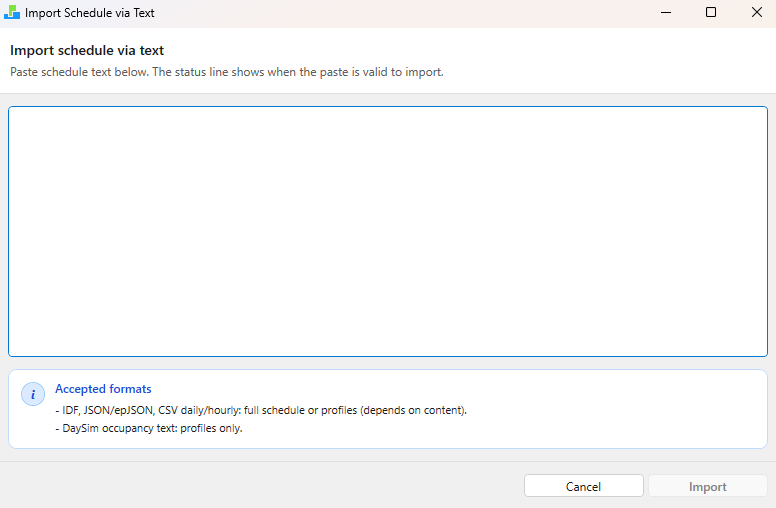 Import Schedule via Text
Import schedule via text
Paste schedule text below. The status line shows when the paste is valid to import.
i
Accepted formats
- IDF, JSON/epJSON, CSV daily/hourly: full schedule or profiles (depends on content).
- DaySim occupancy text: profiles only.
Cancel
Import